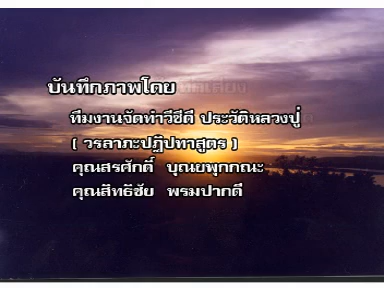 บันทึกภาพโดย
ทีมงานจัดทำวีซีดี ประวัติหลวงปู่
( วรลาภะปฏิปทาสูตร )
คุณสรศักดิ์ บุณยพุกกณะ
คุณสิทธิชัย พรมปากดี